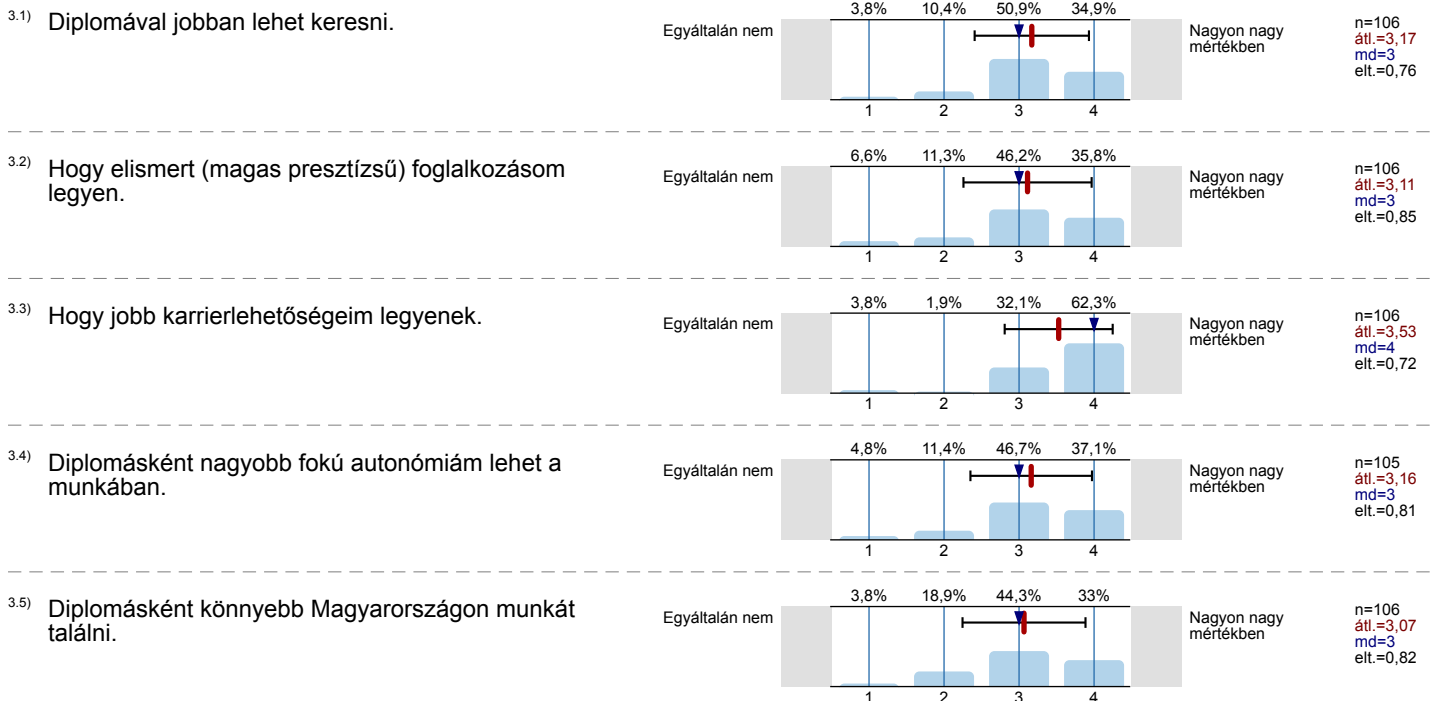 3.1) Diplomával jobban lehet keresni.
Egyáltalán nem
3,8% 10,4% 50,9% 34,9%
1 2 3 4
Nagyon nagy
mértékben
n=106
átl.=3,17
md=3
elt.=0,76
3.2) Hogy elismert (magas presztízsű) foglalkozásom
legyen.
Egyáltalán nem
6,6% 11,3% 46,2% 35,8%
1 2 3 4
Nagyon nagy
mértékben
n=106
átl.=3,11
md=3
elt.=0,85
3.3) Hogy jobb karrierlehetőségeim legyenek.
Egyáltalán nem
3,8% 1,9% 32,1% 62,3%
1 2 3 4
Nagyon nagy
mértékben
n=106
átl.=3,53
md=4
elt.=0,72
3.4) Diplomásként nagyobb fokú autonómiám lehet a
munkában.
Egyáltalán nem
4,8% 11,4% 46,7% 37,1%
1 2 3 4
Nagyon nagy
mértékben
n=105
átl.=3,16
md=3
elt.=0,81
3.5) Diplomásként könnyebb Magyarországon munkát
találni.
Egyáltalán nem
3,8% 18,9% 44,3% 33%
1 2 3 4
Nagyon nagy
mértékben
n=106
átl.=3,07
md=3
elt.=0,82